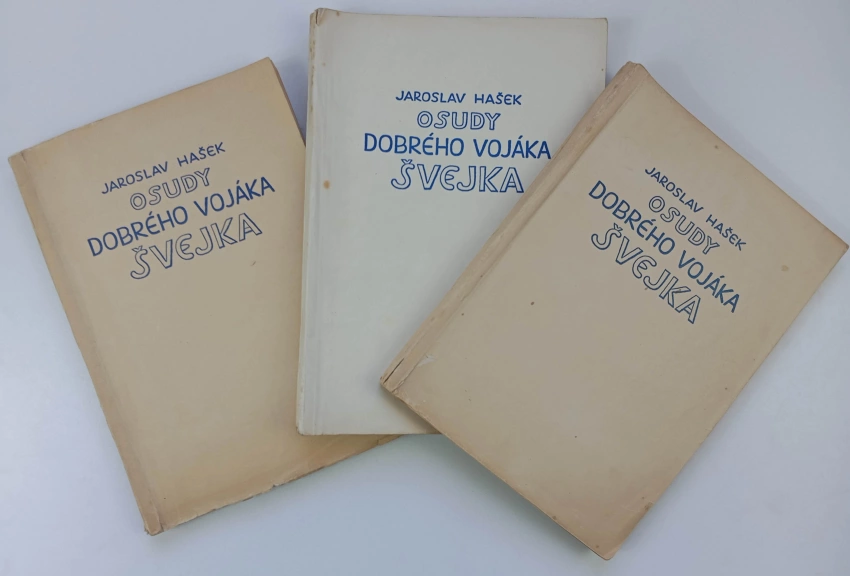 JAROSLAV HAŠEK
OSUDY
DOBRÉHO VOJÁKA
ŠVEJKA
JAROSLAV HAŠEK
OSUDY
DOBRÉHO VOJÁKA
ŠVEJKA
JAROSLAV HAŠEK
OSUDY
DOBRÉHO VOJÁKA
ŠVEJKA